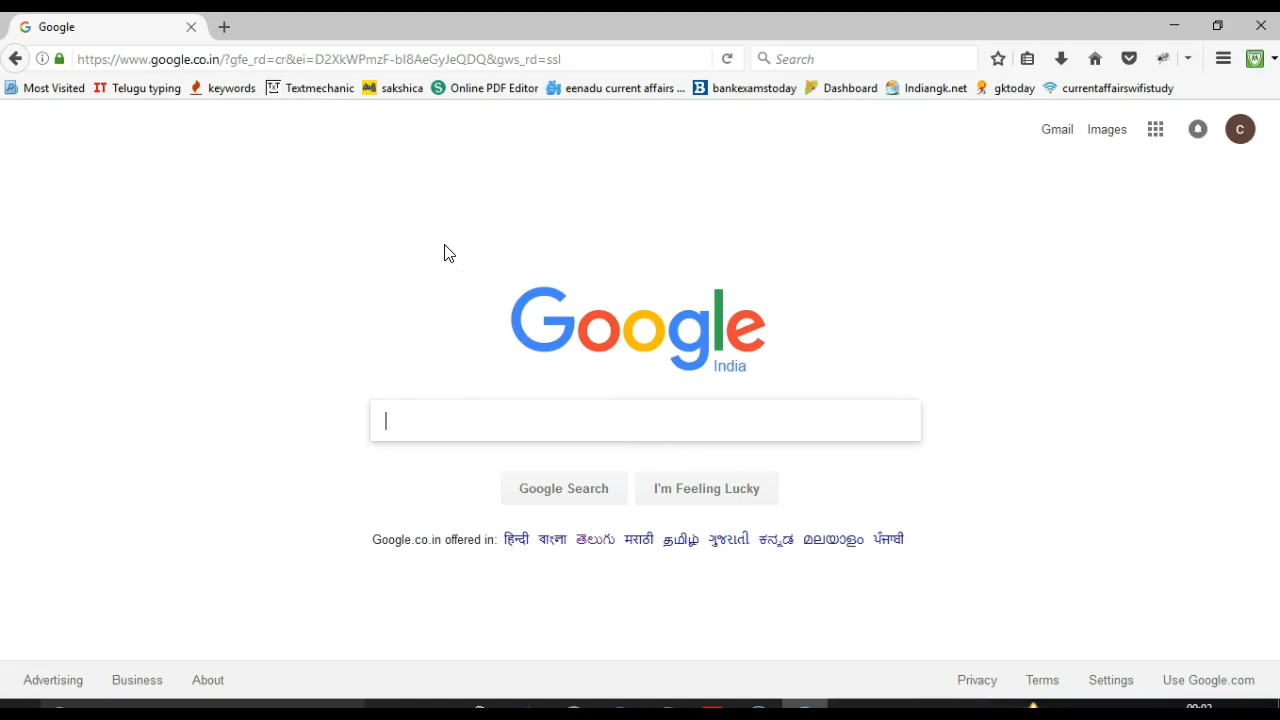 Google
https://www.google.co.in/?gfe_rd=cr&ei=D2XkWPmzF-bI8AeGyJeQDQ&gws_rd=ssl Search
Most Visited IT Telugu typing keywords Textmechanic sakshica Online PDF Editor eenadu current affairs ... B bankexamstoday Dashboard Indiangk.net gktoday currentaffairswifistudy
Gmail Images C
Google
India
Google Search I'm Feeling Lucky
Google.co.in offered in: हिन्दी বাংলা తెలుగు मराठी தமிழ் ગુજરાતી ಕನ್ನಡ മലയാളം ਪੰਜਾਬੀ
Advertising Business About Privacy Terms Settings Use Google.com